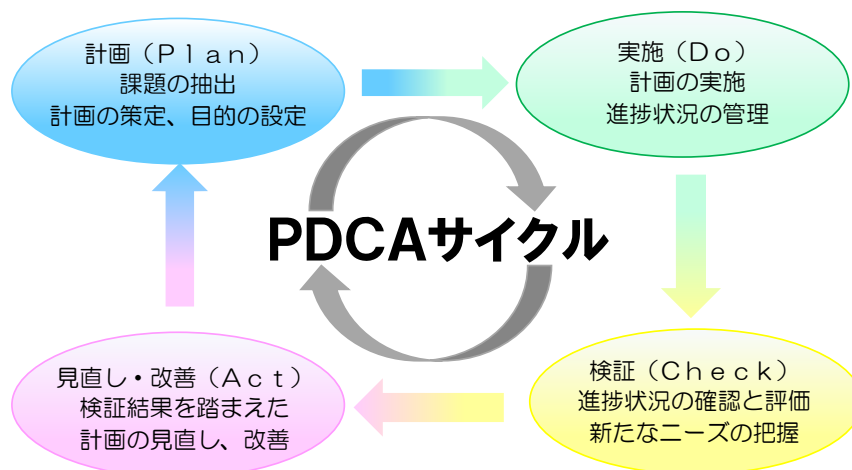 計画（Ｐｌａｎ）
課題の抽出
計画の策定、目的の設定
実施（Ｄｏ）
計画の実施
進捗状況の管理
PDCAサイクル
見直し・改善（Ａｃｔ）
検証結果を踏まえた
計画の見直し、改善
検証（Ｃｈｅｃｋ）
進捗状況の確認と評価
新たなニーズの把握